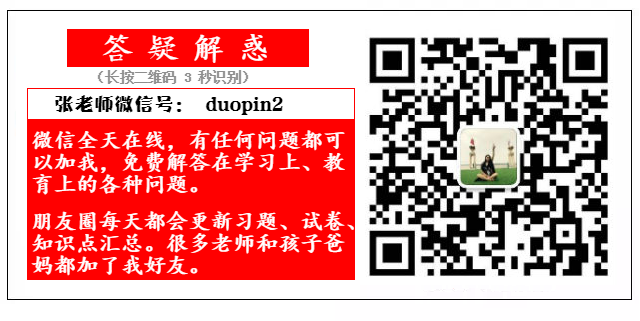 答疑解惑
（长按二维码 3 秒识别）
张老师微信号： duopin2
微信全天在线，有任何问题都可
以加我，免费解答在学习上、教
育上的各种问题。
朋友圈每天都会更新习题、试卷、
知识点汇总。很多老师和孩子爸
妈都加了我好友。